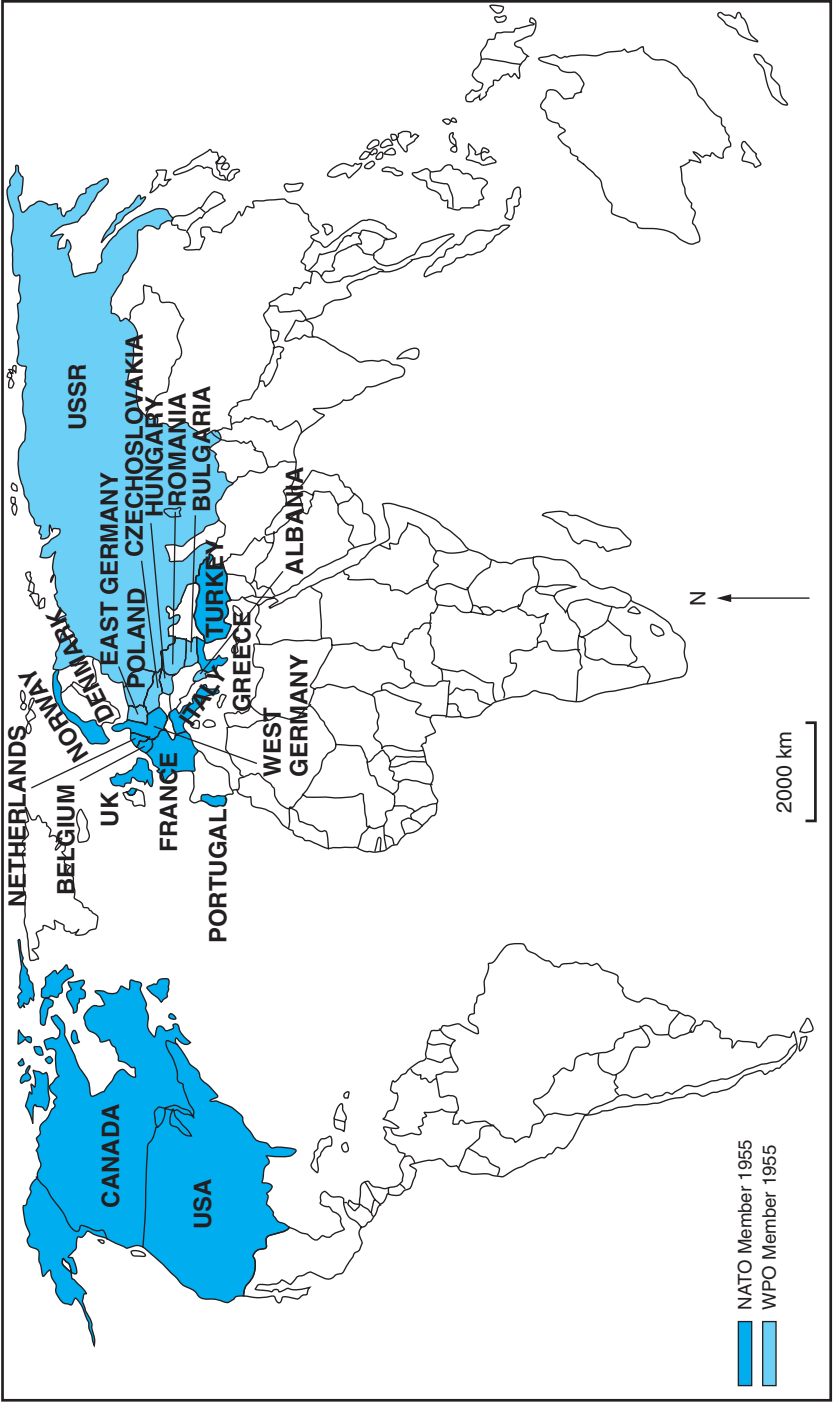 NETHERLANDS
BELGIUM
NORWAY
DENMARK
UK
FRANCE
PORTUGAL
EAST GERMANY
POLAND
CZECHOSLOVAKIA
HUNGARY
ROMANIA
BULGARIA
USSR
TURKEY
ALBANIA
GREECE
ITALY
WEST
GERMANY
CANADA
USA
N
2000 km
NATO Member 1955
WPO Member 1955